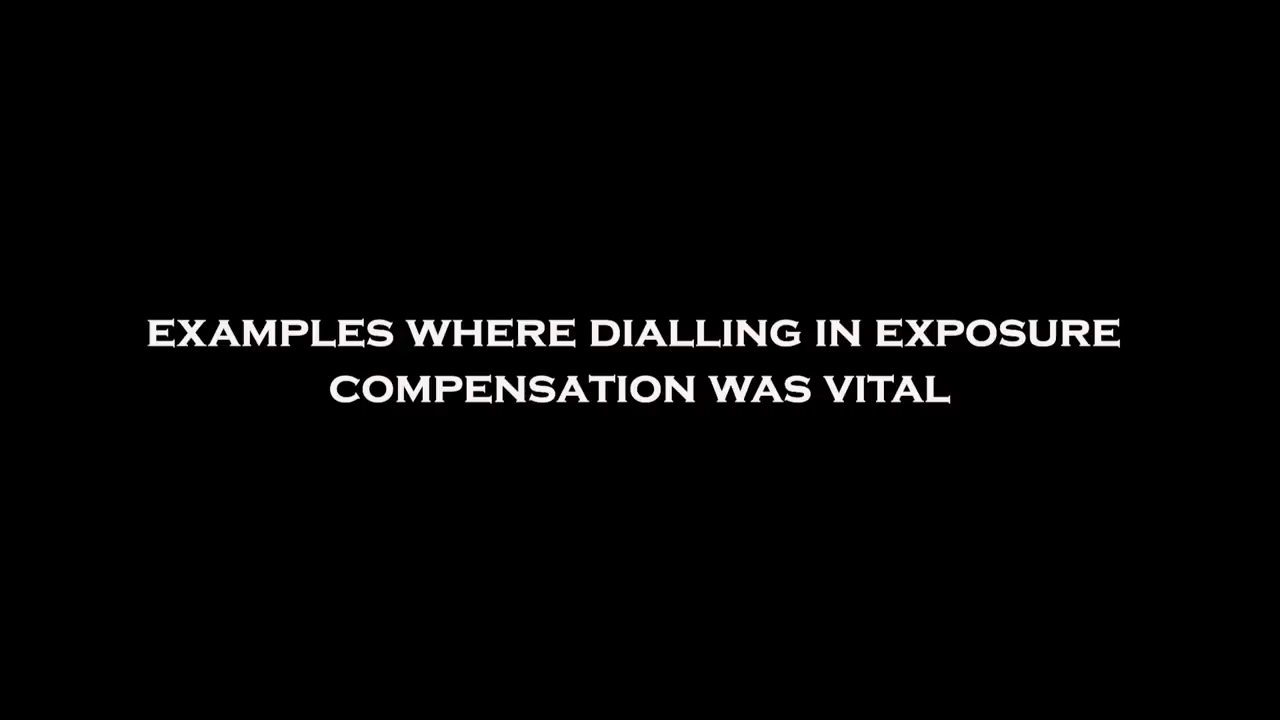 EXAMPLES WHERE DIALLING IN EXPOSURE
COMPENSATION WAS VITAL